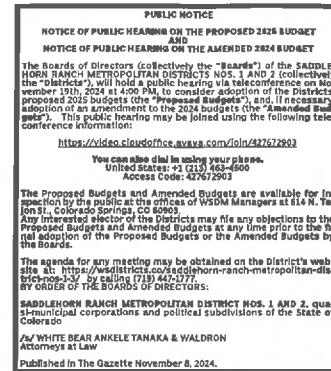 PUBLIC NOTICE
NOTICE OF PUBLIC HEARING ON THE PROPOSED 2025 BUDGET
AND
NOTICE OF PUBLIC HEARING ON THE AMENDED 2024 BUDGET
The Boards of Directors (collectively the "Boards") of the SADDLE
HORN RANCH METROPOLITAN DISTRICTS NOS. 1 AND 2 (collectivel
the "Districts"), will hold a public hearing via teleconference on No
vember 19th, 2024 at 4:00 PM, to consider adoption of the Districts
proposed 2025 budgets (the "Proposed Budgets"), and, if necessary
adoption of an amendment to the 2024 budgets (the "Amended Bud
gets"). This public hearing may be joined using the following tele
conference information:
https://video.cloudoffice.avaya.com/join/427672903
You can also dial in using your phone.
United States: +1 (213) 463-4500
Access Code: 427672903
The Proposed Budgets and Amended Budgets are available for in
spection by the public at the offices of WSDM Managers at 614 N. Te
jon St., Colorado Springs, CO 80903.
Any interested elector of the Districts may file any objections to the
Proposed Budgets and Amended Budgets at any time prior to the fi
nal adoption of the Proposed Budgets or the Amended Budgets by
the Boards.
The agenda for any meeting may be obtained on the District's web
site at: https://wsdistricts.co/saddlehorn-ranch-metropolitan-dis
trict-nos-1-3/ by calling (719) 447-1777.
BY ORDER OF THE BOARDS OF DIRECTORS:
SADDLEHORN RANCH METROPOLITAN DISTRICT NOS. 1 AND 2, qua
si-municipal corporations and political subdivisions of the State o
Colorado
/s/ WHITE BEAR ANKELE TANAKA & WALDRON
Attorneys at Law
Published in The Gazette November 8, 2024.